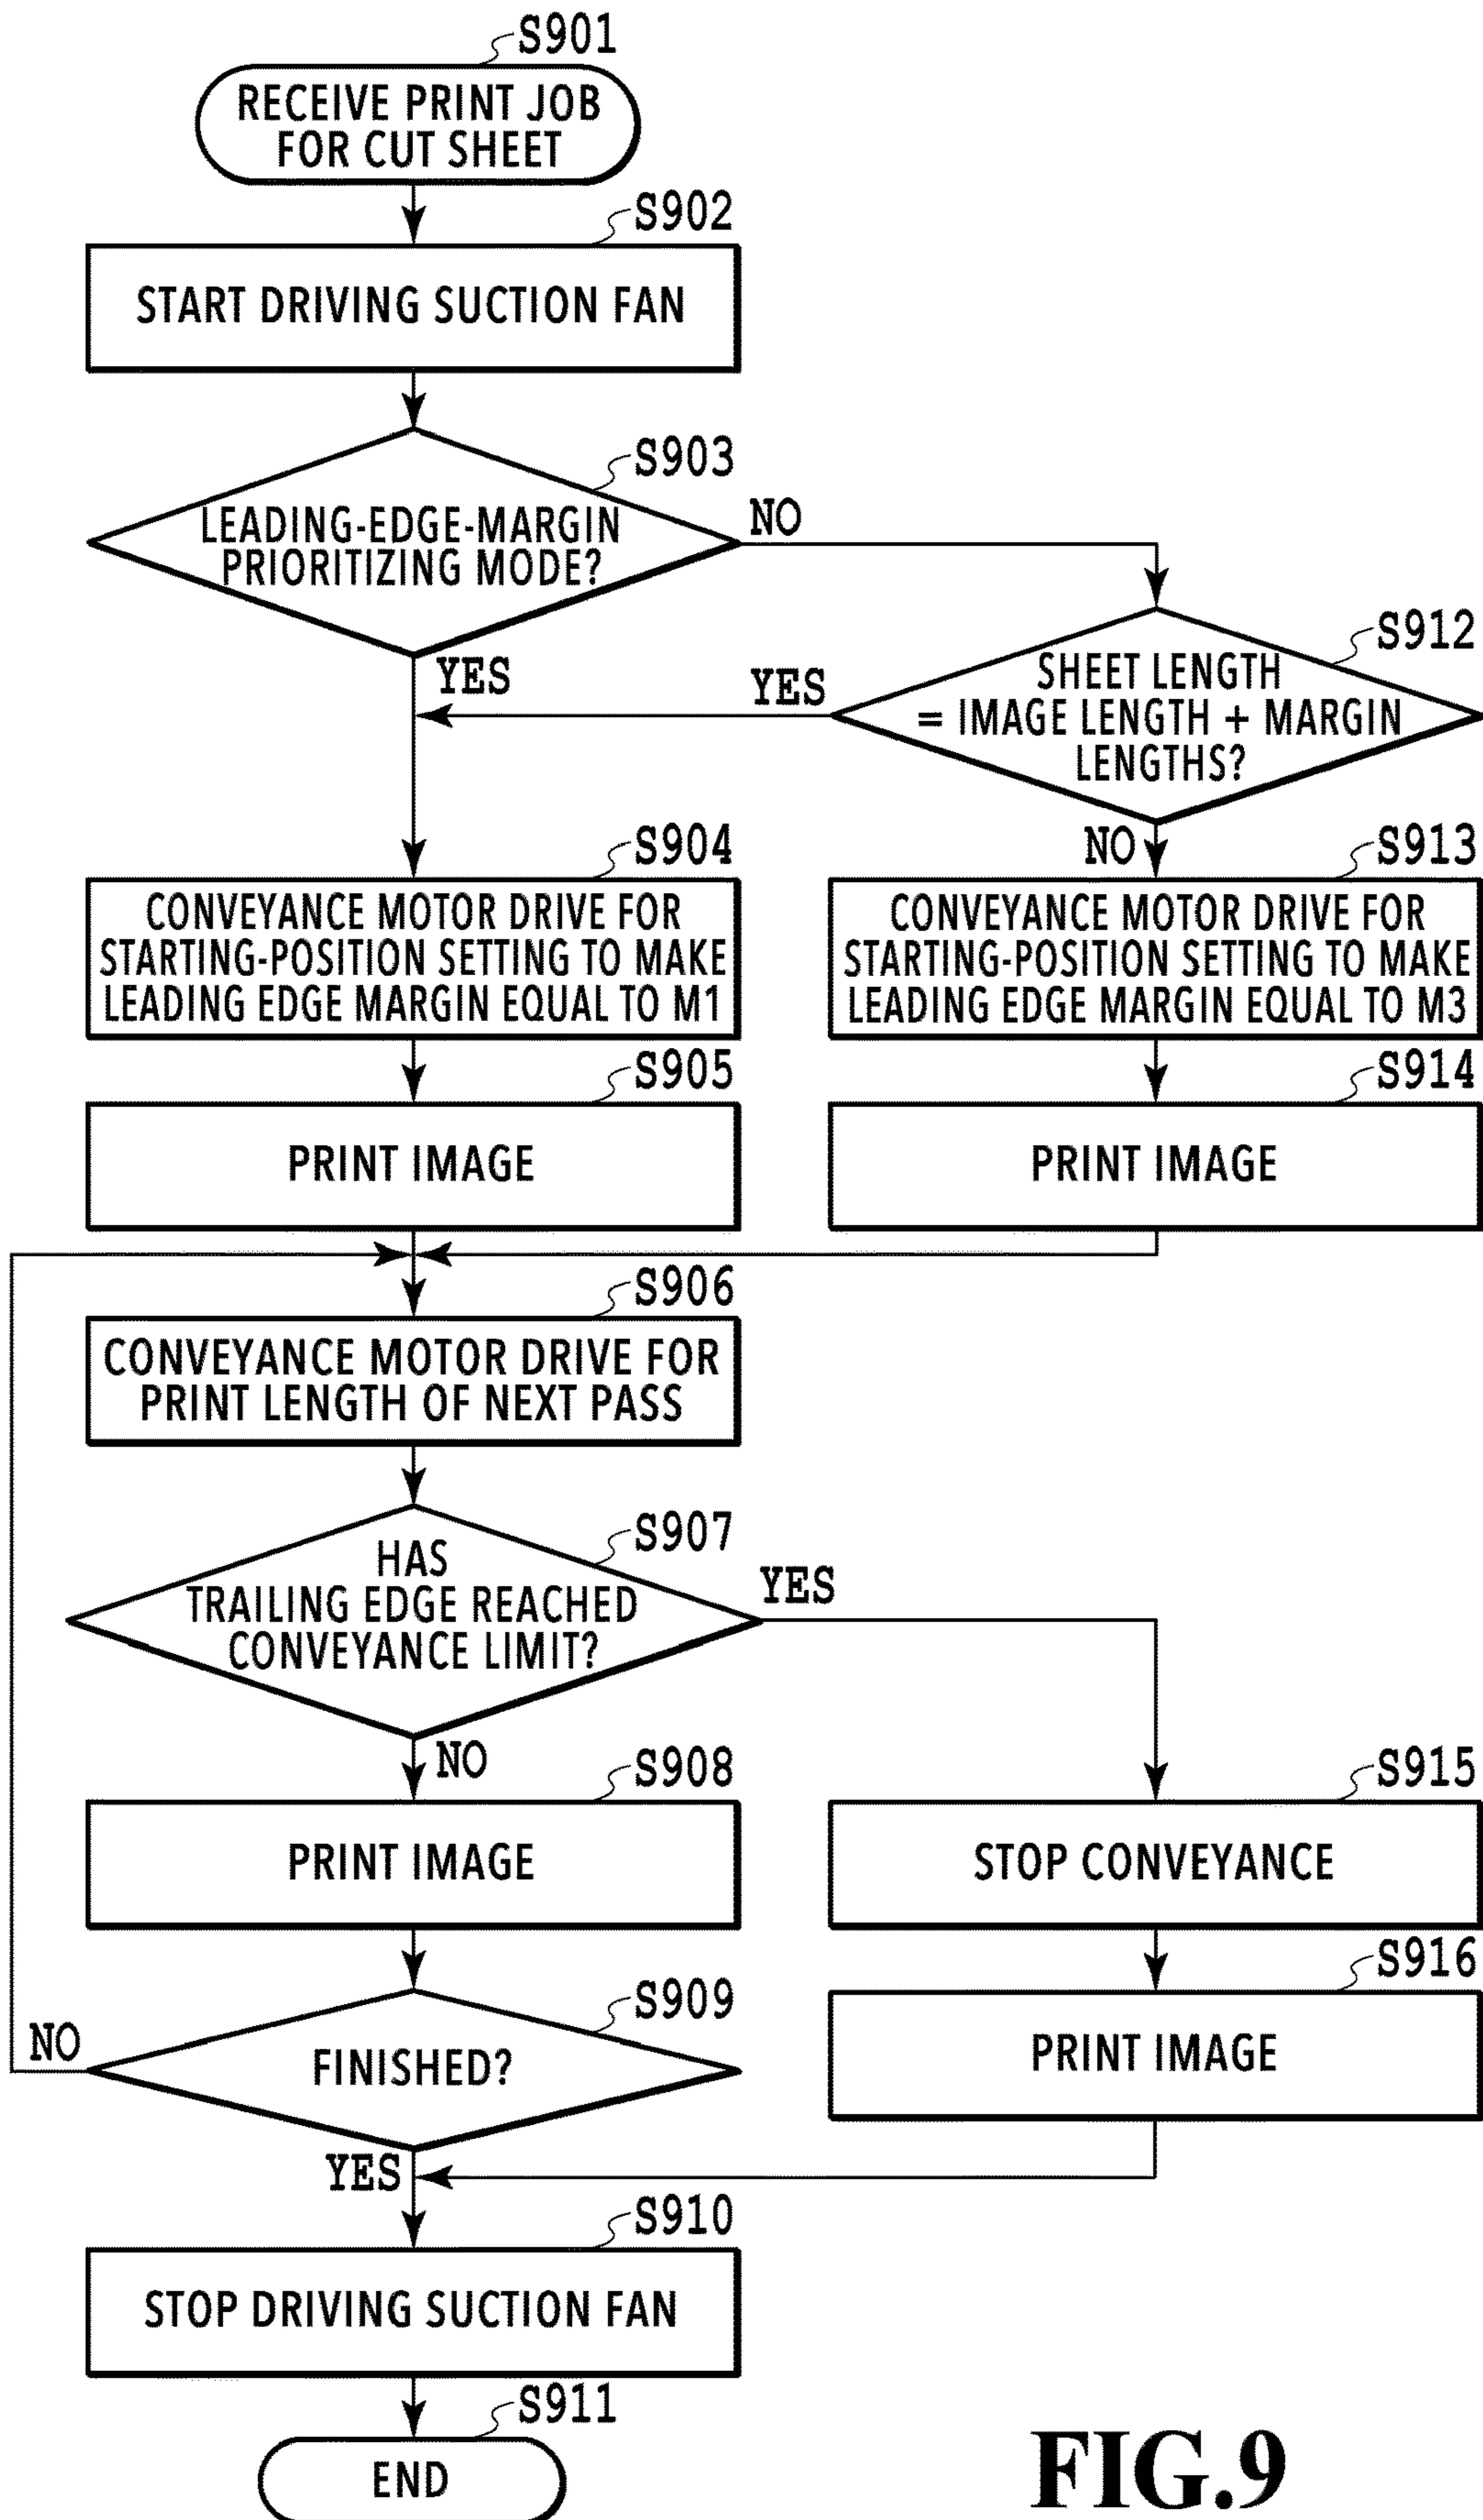 S901
RECEIVE PRINT JOB
FOR CUT SHEET
S902
START DRIVING SUCTION FAN
S903
LEADING-EDGE-MARGIN
PRIORITIZING MODE?
NO
YES
S912
SHEET LENGTH
= IMAGE LENGTH + MARGIN
LENGTHS?
YES
NO
S904
CONVEYANCE MOTOR DRIVE FOR
STARTING-POSITION SETTING TO MAKE
LEADING EDGE MARGIN EQUAL TO M1
S913
CONVEYANCE MOTOR DRIVE FOR
STARTING-POSITION SETTING TO MAKE
LEADING EDGE MARGIN EQUAL TO M3
S905
PRINT IMAGE
S914
PRINT IMAGE
S906
CONVEYANCE MOTOR DRIVE FOR
PRINT LENGTH OF NEXT PASS
S907
HAS
TRAILING EDGE REACHED
CONVEYANCE LIMIT?
YES
NO
S908
PRINT IMAGE
S915
STOP CONVEYANCE
S909
FINISHED?
NO
YES
S916
PRINT IMAGE
S910
STOP DRIVING SUCTION FAN
S911
END
FIG.9